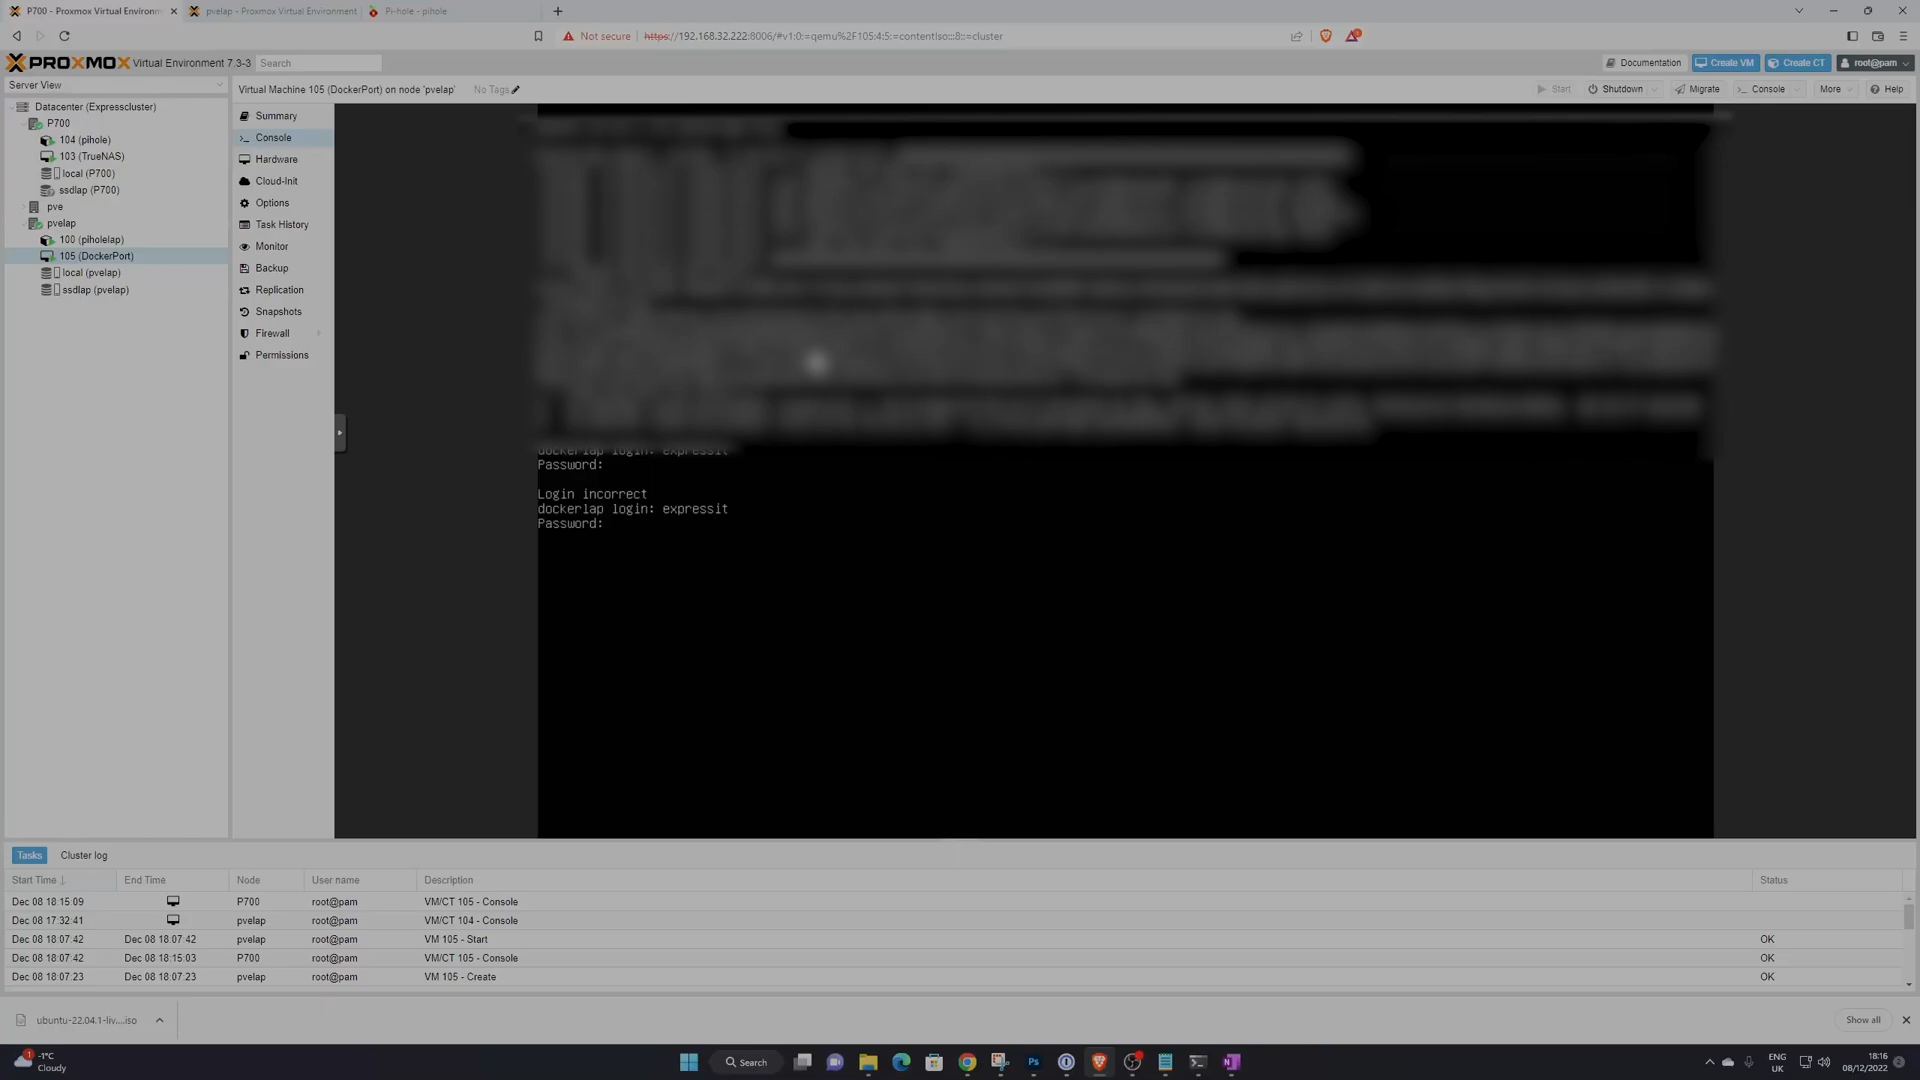 P700 - Proxmox Virtual Environm
pvelap - Proxmox Virtual Environment
Pi-hole - pihole
Not secure
https://192.168.32.222:8006/#v1:0:=qemu%2F105:4:5:=contentIso:::8::=cluster
PROXMOX Virtual Environment 7.3-3
Search
Documentation
Create VM
Create CT
root@pam
Server View
Virtual Machine 105 (DockerPort) on node 'pvelap'
No Tags
Start
Shutdown
Migrate
Console
More
Help
Datacenter (Expresscluster)
P700
104 (pihole)
103 (TrueNAS)
local (P700)
ssdlap (P700)
pve
pvelap
100 (piholelap)
105 (DockerPort)
local (pvelap)
ssdlap (pvelap)
Summary
Console
Hardware
Cloud-Init
Options
Task History
Monitor
Backup
Replication
Snapshots
Firewall
Permissions
dockerlap login: expressit
Password:
Login incorrect
dockerlap login: expressit
Password:
Tasks
Cluster log
Start Time
End Time
Node
User name
Description
Status
Dec 08 18:15:09 P700 root@pam VM/CT 105 - Console
Dec 08 17:32:41 pvelap root@pam VM/CT 104 - Console
Dec 08 18:07:42 Dec 08 18:07:42 pvelap root@pam VM 105 - Start OK
Dec 08 18:07:42 Dec 08 18:15:03 P700 root@pam VM/CT 105 - Console OK
Dec 08 18:07:23 Dec 08 18:07:23 pvelap root@pam VM 105 - Create OK
ubuntu-22.04.1-liv....iso
Show all
1
-1°C
Cloudy
Search
Ps
ENG
UK
18:16
08/12/2022
2